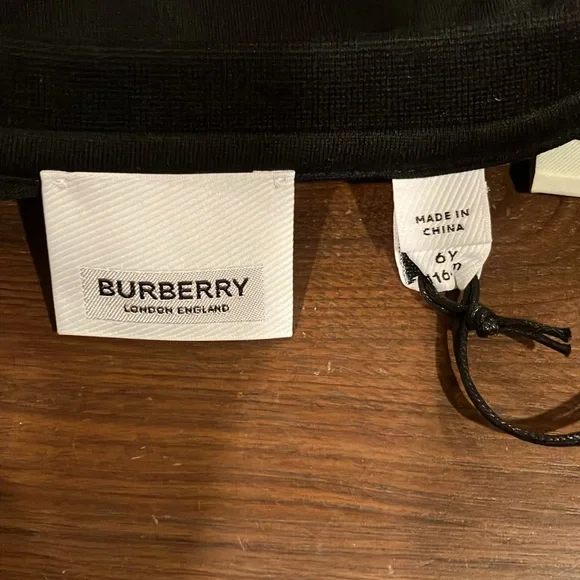 BURBERRY
LONDON ENGLAND
MADE IN
CHINA
6Y